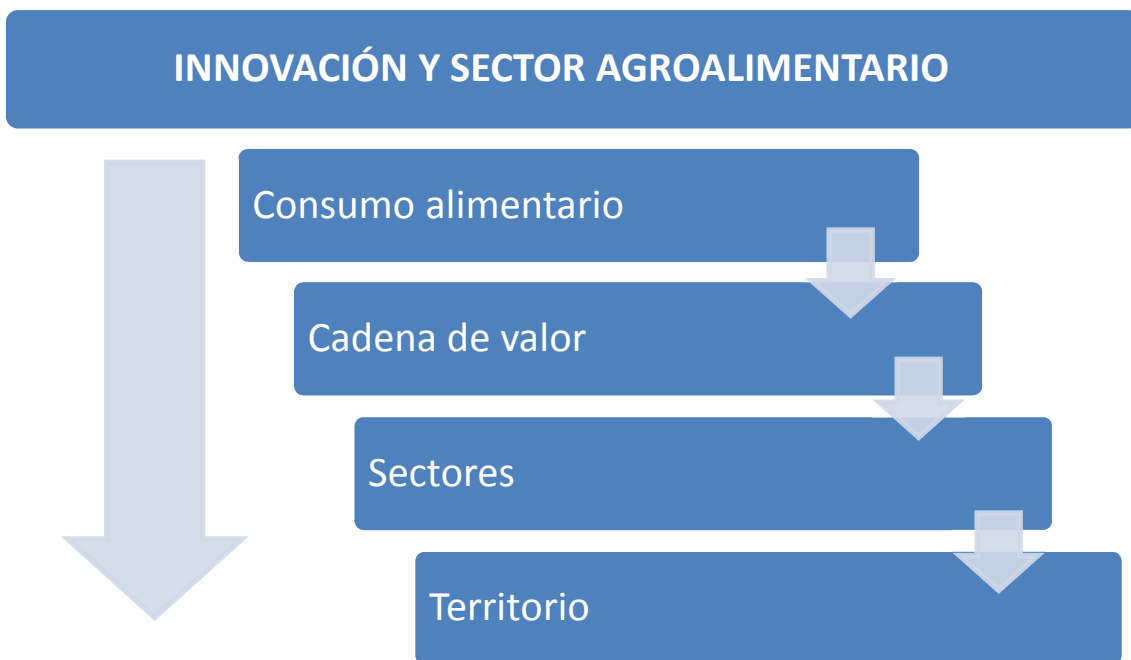 INNOVACIÓN Y SECTOR AGROALIMENTARIO
Consumo alimentario
Cadena de valor
Sectores
Territorio